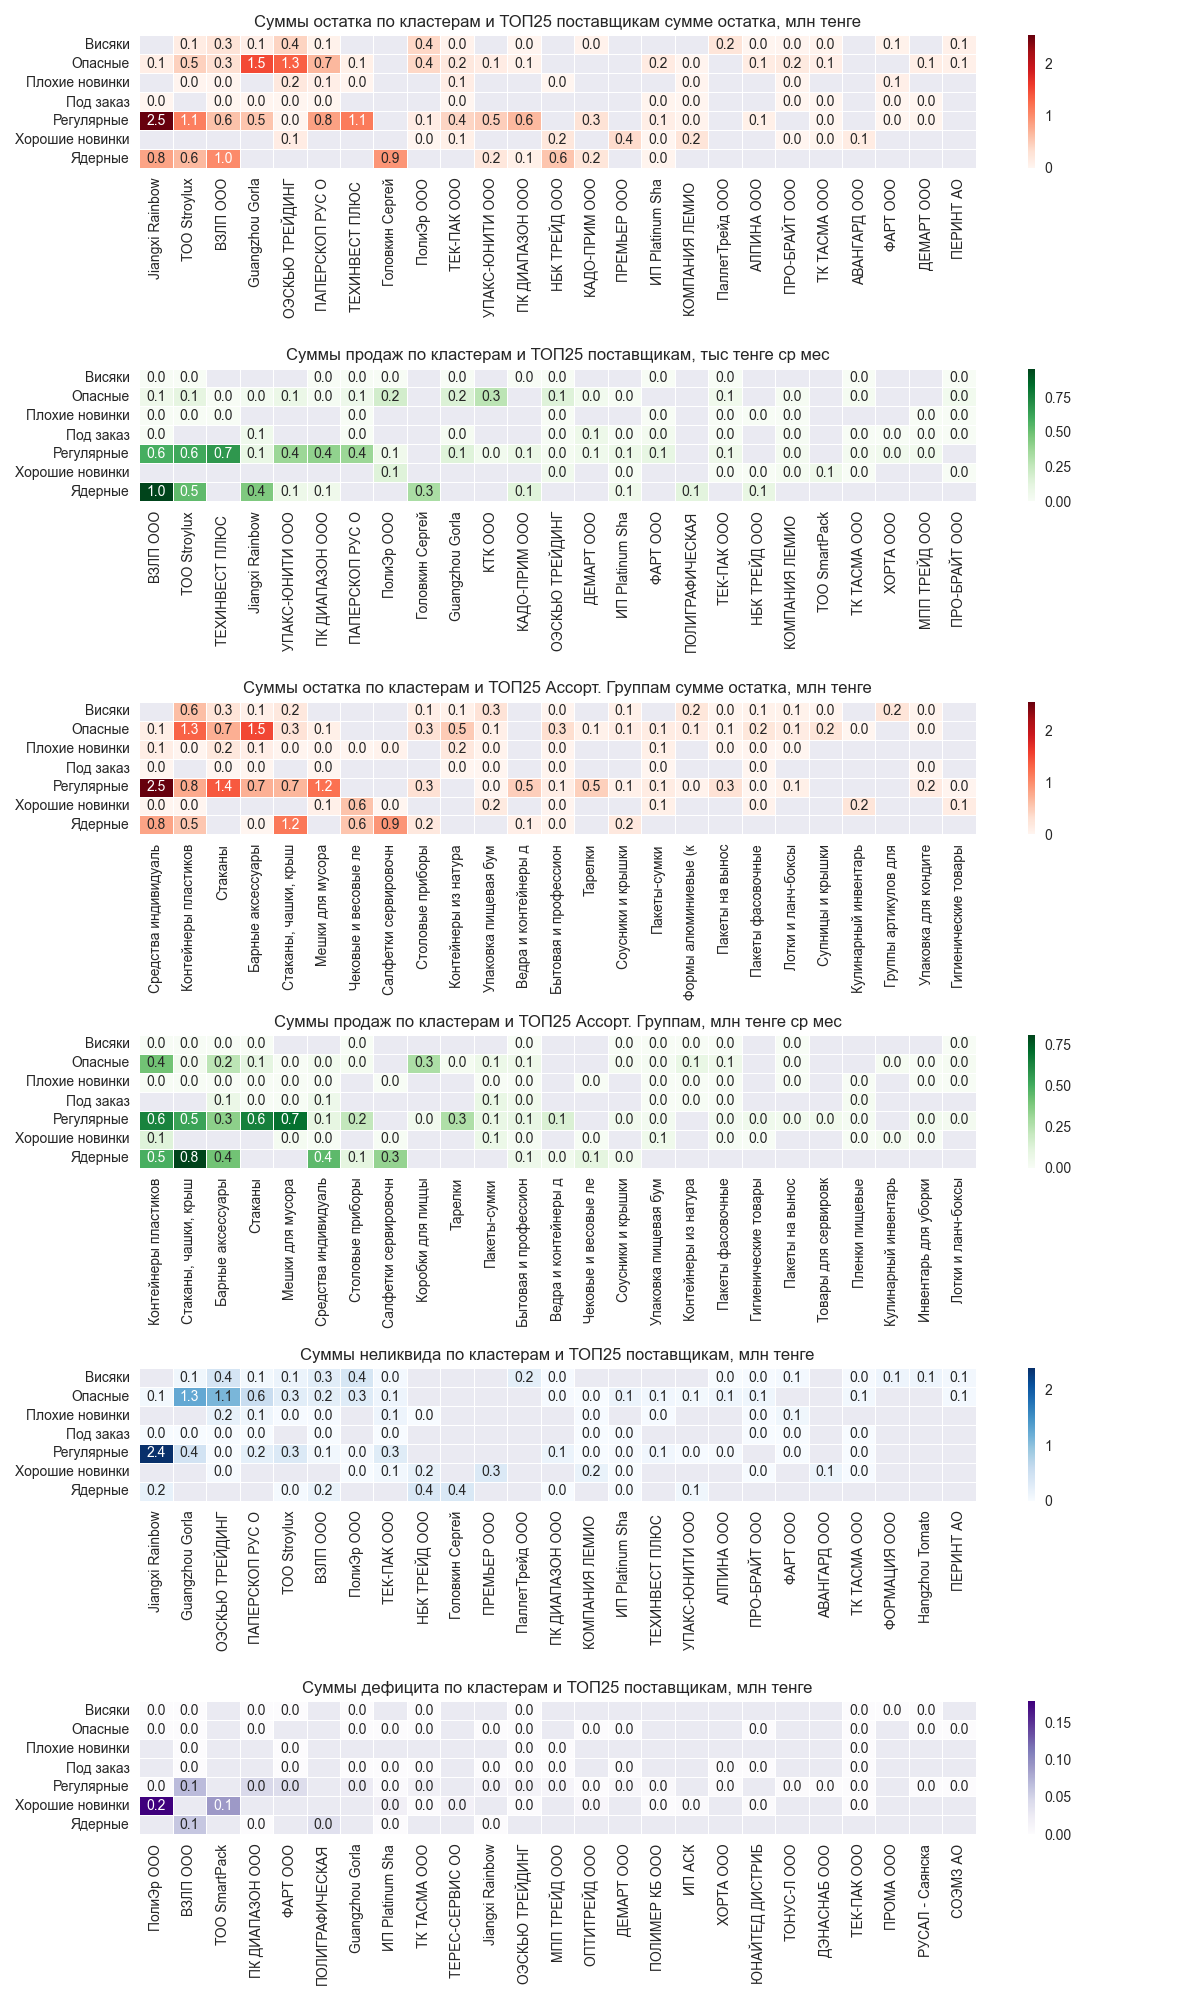 Суммы остатка по кластерам и ТОП25 поставщикам сумме остатка, млн тенге
Висяки 0.1 0.3 0.1 0.4 0.1 0.4 0.0 0.0 0.0 0.2 0.0 0.0 0.0 0.1 0.1
Опасные 0.1 0.5 0.3 1.5 1.3 0.7 0.1 0.4 0.2 0.1 0.1 0.2 0.0 0.1 0.2 0.1 0.1 0.1
Плохие новинки 0.0 0.0 0.2 0.1 0.0 0.1 0.0 0.0 0.0 0.1
Под заказ 0.0 0.0 0.0 0.0 0.0 0.0 0.0 0.0 0.0 0.0 0.0 0.0
Регулярные 2.5 1.1 0.6 0.5 0.0 0.8 1.1 0.1 0.4 0.5 0.6 0.3 0.1 0.0 0.1 0.0 0.0 0.0
Хорошие новинки 0.1 0.0 0.1 0.2 0.4 0.0 0.2 0.0 0.0 0.1
Ядерные 0.8 0.6 1.0 0.9 0.2 0.1 0.6 0.2 0.0
2
1
0
Jiangxi Rainbow
ТОО Stroylux
ВЗЛП ООО
Guangzhou Gorla
ОЭСКЬЮ ТРЕЙДИНГ
ПАПЕРСКОП РУС О
ТЕХИНВЕСТ ПЛЮС
Головкин Сергей
ПолиЭр ООО
ТЕК-ПАК ООО
УПАКС-ЮНИТИ ООО
ПК ДИАПАЗОН ООО
НБК ТРЕЙД ООО
КАДО-ПРИМ ООО
ПРЕМЬЕР ООО
ИП Platinum Sha
КОМПАНИЯ ЛЕМИО
ПаллетТрейд ООО
АЛПИНА ООО
ПРО-БРАЙТ ООО
ТК ТАСМА ООО
АВАНГАРД ООО
ФАРТ ООО
ДЕМАРТ ООО
ПЕРИНТ АО
Суммы продаж по кластерам и ТОП25 поставщикам, тыс тенге ср мес
Висяки 0.0 0.0 0.0 0.0 0.0 0.0 0.0 0.0 0.0 0.0 0.0 0.0
Опасные 0.1 0.1 0.0 0.0 0.1 0.0 0.1 0.2 0.2 0.3 0.1 0.0 0.0 0.1 0.0 0.0 0.0
Плохие новинки 0.0 0.0 0.0 0.0 0.0 0.0 0.0 0.0 0.0 0.0 0.0
Под заказ 0.0 0.1 0.0 0.0 0.0 0.1 0.0 0.0 0.0 0.0 0.0 0.0 0.0 0.0
Регулярные 0.6 0.6 0.7 0.1 0.4 0.4 0.4 0.1 0.1 0.0 0.1 0.0 0.1 0.1 0.1 0.1 0.0 0.0 0.0 0.0
Хорошие новинки 0.1 0.0 0.0 0.0 0.0 0.0 0.1 0.0 0.0
Ядерные 1.0 0.5 0.4 0.1 0.1 0.3 0.1 0.1 0.1 0.1
0.75
0.50
0.25
0.00
ВЗЛП ООО
ТОО Stroylux
ТЕХИНВЕСТ ПЛЮС
Jiangxi Rainbow
УПАКС-ЮНИТИ ООО
ПК ДИАПАЗОН ООО
ПАПЕРСКОП РУС О
ПолиЭр ООО
Головкин Сергей
Guangzhou Gorla
КТК ООО
КАДО-ПРИМ ООО
ОЭСКЬЮ ТРЕЙДИНГ
ДЕМАРТ ООО
ИП Platinum Sha
ФАРТ ООО
ПОЛИГРАФИЧЕСКАЯ
ТЕК-ПАК ООО
НБК ТРЕЙД ООО
КОМПАНИЯ ЛЕМИО
ТОО SmartPack
ТК ТАСМА ООО
ХОРТА ООО
МПП ТРЕЙД ООО
ПРО-БРАЙТ ООО
Суммы остатка по кластерам и ТОП25 Ассорт. Группам сумме остатка, млн тенге
Висяки 0.6 0.3 0.1 0.2 0.1 0.1 0.3 0.0 0.1 0.2 0.0 0.1 0.1 0.0 0.2 0.0
Опасные 0.1 1.3 0.7 1.5 0.3 0.1 0.3 0.5 0.1 0.3 0.1 0.1 0.1 0.1 0.1 0.2 0.1 0.2 0.0 0.0
Плохие новинки 0.1 0.0 0.2 0.1 0.0 0.0 0.0 0.0 0.2 0.0 0.0 0.1 0.0 0.0 0.0
Под заказ 0.0 0.0 0.0 0.0 0.0 0.0 0.0 0.0 0.0 0.0
Регулярные 2.5 0.8 1.4 0.7 0.7 1.2 0.3 0.0 0.5 0.1 0.5 0.1 0.1 0.0 0.3 0.0 0.1 0.2 0.0
Хорошие новинки 0.0 0.0 0.1 0.6 0.0 0.2 0.0 0.1 0.0 0.2 0.1
Ядерные 0.8 0.5 0.0 1.2 0.6 0.9 0.2 0.1 0.0 0.2
2
1
0
Средства индивидуаль
Контейнеры пластиков
Стаканы
Барные аксессуары
Стаканы, чашки, крыш
Мешки для мусора
Чековые и весовые ле
Салфетки сервировочн
Столовые приборы
Контейнеры из натура
Упаковка пищевая бум
Ведра и контейнеры д
Бытовая и профессион
Тарелки
Соусники и крышки
Пакеты-сумки
Формы алюминиевые (к
Пакеты на вынос
Пакеты фасовочные
Лотки и ланч-боксы
Супницы и крышки
Кулинарный инвентарь
Группы артикулов для
Упаковка для кондите
Гигиенические товары
Суммы продаж по кластерам и ТОП25 Ассорт. Группам, млн тенге ср мес
Висяки 0.0 0.0 0.0 0.0 0.0 0.0 0.0 0.0 0.0 0.0 0.0 0.0
Опасные 0.4 0.0 0.2 0.1 0.0 0.0 0.0 0.0 0.3 0.0 0.1 0.1 0.0 0.0 0.1 0.1 0.0 0.0 0.0 0.0
Плохие новинки 0.0 0.0 0.0 0.0 0.0 0.0 0.0 0.0 0.0 0.0 0.0 0.0 0.0 0.0 0.0 0.0 0.0
Под заказ 0.1 0.0 0.0 0.1 0.1 0.0 0.0 0.0 0.0 0.0
Регулярные 0.6 0.5 0.3 0.6 0.7 0.1 0.2 0.0 0.3 0.1 0.1 0.1 0.0 0.0 0.0 0.0 0.0 0.0 0.0 0.0 0.0
Хорошие новинки 0.1 0.0 0.0 0.0 0.1 0.0 0.0 0.1 0.0 0.0 0.0 0.0 0.0
Ядерные 0.5 0.8 0.4 0.4 0.1 0.3 0.1 0.0 0.1 0.0
0.75
0.50
0.25
0.00
Контейнеры пластиков
Стаканы, чашки, крыш
Барные аксессуары
Стаканы
Мешки для мусора
Средства индивидуаль
Столовые приборы
Салфетки сервировочн
Коробки для пиццы
Тарелки
Пакеты-сумки
Бытовая и профессион
Ведра и контейнеры д
Чековые и весовые ле
Соусники и крышки
Упаковка пищевая бум
Контейнеры из натура
Пакеты фасовочные
Гигиенические товары
Пакеты на вынос
Товары для сервировк
Пленки пищевые
Кулинарный инвентарь
Инвентарь для уборки
Лотки и ланч-боксы
Суммы неликвида по кластерам и ТОП25 поставщикам, млн тенге
Висяки 0.1 0.4 0.1 0.1 0.3 0.4 0.0 0.2 0.0 0.0 0.0 0.1 0.0 0.1 0.1 0.1
Опасные 0.1 1.3 1.1 0.6 0.3 0.2 0.3 0.1 0.0 0.0 0.1 0.1 0.1 0.1 0.1 0.1 0.1
Плохие новинки 0.2 0.1 0.0 0.0 0.1 0.0 0.0 0.0 0.0 0.1
Под заказ 0.0 0.0 0.0 0.0 0.0 0.0 0.0 0.0 0.0 0.0 0.0
Регулярные 2.4 0.4 0.0 0.2 0.3 0.1 0.0 0.3 0.1 0.0 0.0 0.1 0.0 0.0 0.0 0.0
Хорошие новинки 0.0 0.0 0.1 0.2 0.3 0.2 0.0 0.0 0.1 0.0
Ядерные 0.2 0.0 0.2 0.4 0.4 0.0 0.0 0.1
2
1
0
Jiangxi Rainbow
Guangzhou Gorla
ОЭСКЬЮ ТРЕЙДИНГ
ПАПЕРСКОП РУС О
ТОО Stroylux
ВЗЛП ООО
ПолиЭр ООО
ТЕК-ПАК ООО
НБК ТРЕЙД ООО
Головкин Сергей
ПРЕМЬЕР ООО
ПаллетТрейд ООО
ПК ДИАПАЗОН ООО
КОМПАНИЯ ЛЕМИО
ИП Platinum Sha
ТЕХИНВЕСТ ПЛЮС
УПАКС-ЮНИТИ ООО
АЛПИНА ООО
ПРО-БРАЙТ ООО
ФАРТ ООО
АВАНГАРД ООО
ТК ТАСМА ООО
ФОРМАЦИЯ ООО
Hangzhou Tomato
ПЕРИНТ АО
Суммы дефицита по кластерам и ТОП25 поставщикам, млн тенге
Висяки 0.0 0.0 0.0 0.0 0.0 0.0 0.0 0.0 0.0
Опасные 0.0 0.0 0.0 0.0 0.0 0.0 0.0 0.0 0.0 0.0 0.0 0.0 0.0 0.0
Плохие новинки 0.0 0.0 0.0 0.0 0.0
Под заказ 0.0 0.0 0.0 0.0 0.0 0.0 0.0 0.0 0.0 0.0 0.0 0.0
Регулярные 0.0 0.1 0.0 0.0 0.0 0.0 0.0 0.0 0.0 0.0 0.0 0.0 0.0 0.0 0.0 0.0 0.0 0.0 0.0
Хорошие новинки 0.2 0.1 0.0 0.0 0.0 0.0 0.0 0.0 0.0 0.0 0.0
Ядерные 0.1 0.0 0.0 0.0 0.0
0.15
0.10
0.05
0.00
ПолиЭр ООО
ВЗЛП ООО
ТОО SmartPack
ПК ДИАПАЗОН ООО
ФАРТ ООО
ПОЛИГРАФИЧЕСКАЯ
Guangzhou Gorla
ИП Platinum Sha
ТК ТАСМА ООО
ТЕРЕС-СЕРВИС ОО
Jiangxi Rainbow
ОЭСКЬЮ ТРЕЙДИНГ
МПП ТРЕЙД ООО
ОПТИТРЕЙД ООО
ДЕМАРТ ООО
ПОЛИМЕР КБ ООО
ИП АСК
ХОРТА ООО
ЮНАЙТЕД ДИСТРИБ
ТОНУС-Л ООО
ДЭНАСНАБ ООО
ТЕК-ПАК ООО
ПРОМА ООО
РУСАЛ - Саянска
СОЭМЗ АО